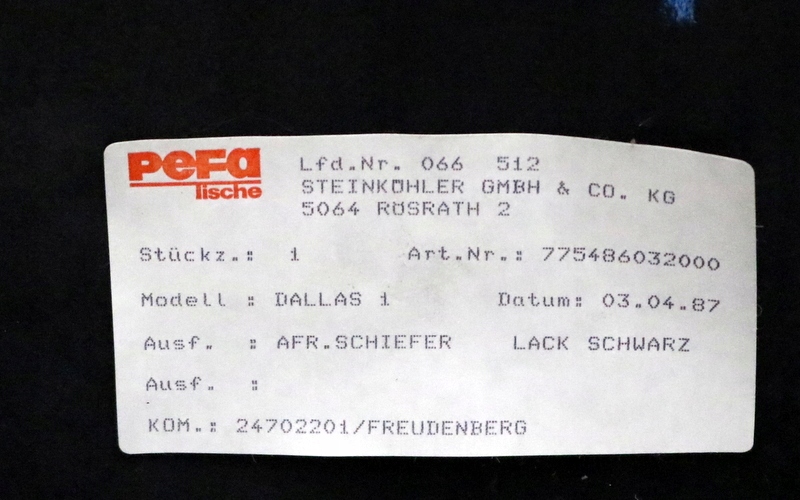 PeFa
Tische
Lfd.Nr. 066 512
STEINKÜHLER GMBH & CO. KG
5064 RÖSRATH 2
Stückz.: 1 Art.Nr.: 775486032000
Modell : DALLAS 1 Datum: 03.04.87
Ausf. : AFR.SCHIEFER LACK SCHWARZ
Ausf. :
KOM.: 24702201/FREUDENBERG